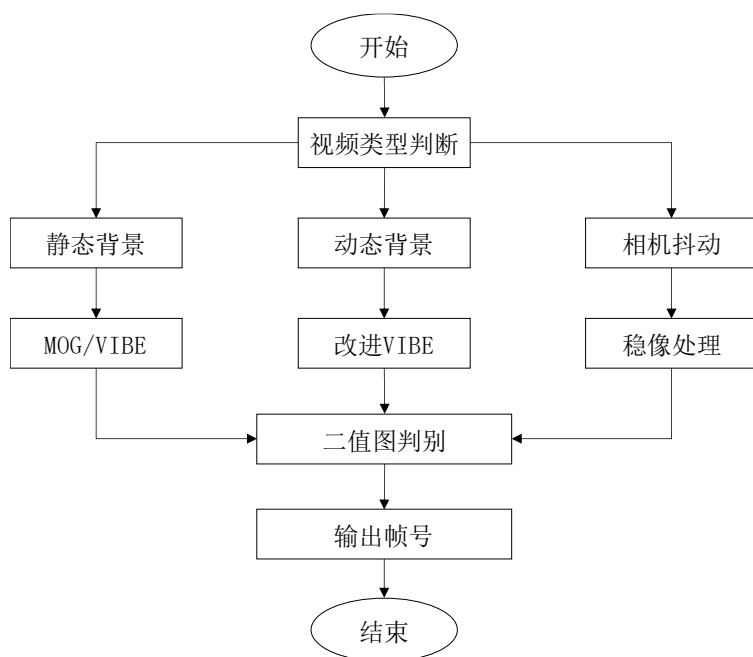 开始
视频类型判断
静态背景
动态背景
相机抖动
MOG/VIBE
改进VIBE
稳像处理
二值图判别
输出帧号
结束